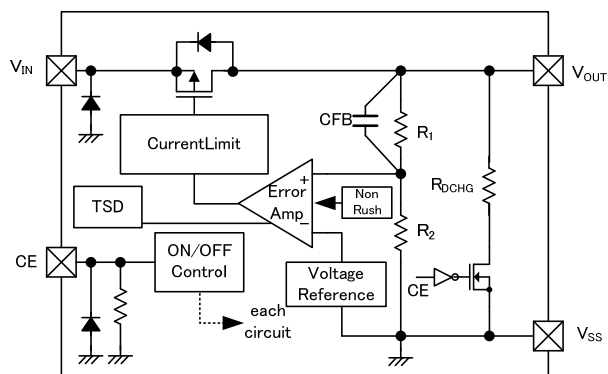 VIN
VOUT
CFB
R1
CurrentLimit
RDCHG
Error
Amp
+
−
Non
Rush
TSD
R2
CE
ON/OFF
Control
Voltage
Reference
CE
each
circuit
VSS